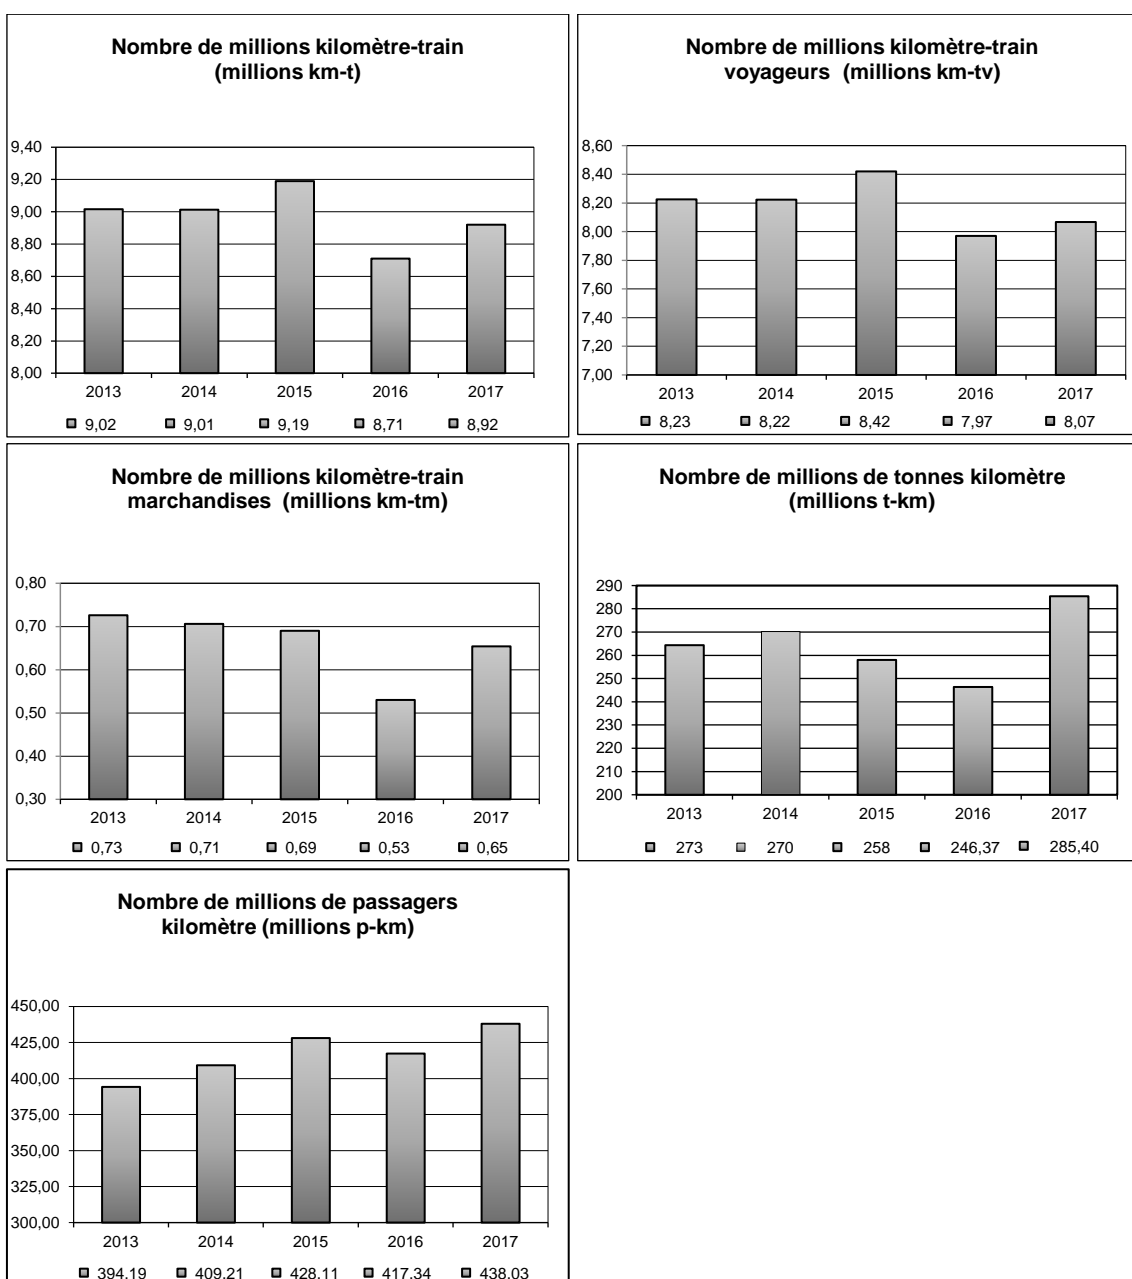 Nombre de millions kilomètre-train
(millions km-t)
9,40
9,20
9,00
8,80
8,60
8,40
8,20
8,00
2013 2014 2015 2016 2017
9,02 9,01 9,19 8,71 8,92
Nombre de millions kilomètre-train
voyageurs (millions km-tv)
8,60
8,40
8,20
8,00
7,80
7,60
7,40
7,20
7,00
2013 2014 2015 2016 2017
8,23 8,22 8,42 7,97 8,07
Nombre de millions kilomètre-train
marchandises (millions km-tm)
0,80
0,70
0,60
0,50
0,40
0,30
2013 2014 2015 2016 2017
0,73 0,71 0,69 0,53 0,65
Nombre de millions de tonnes kilomètre
(millions t-km)
290
280
270
260
250
240
230
220
210
200
2013 2014 2015 2016 2017
273 270 258 246,37 285,40
Nombre de millions de passagers
kilomètre (millions p-km)
450,00
425,00
400,00
375,00
350,00
325,00
300,00
2013 2014 2015 2016 2017
394,19 409,21 428,11 417,34 438,03